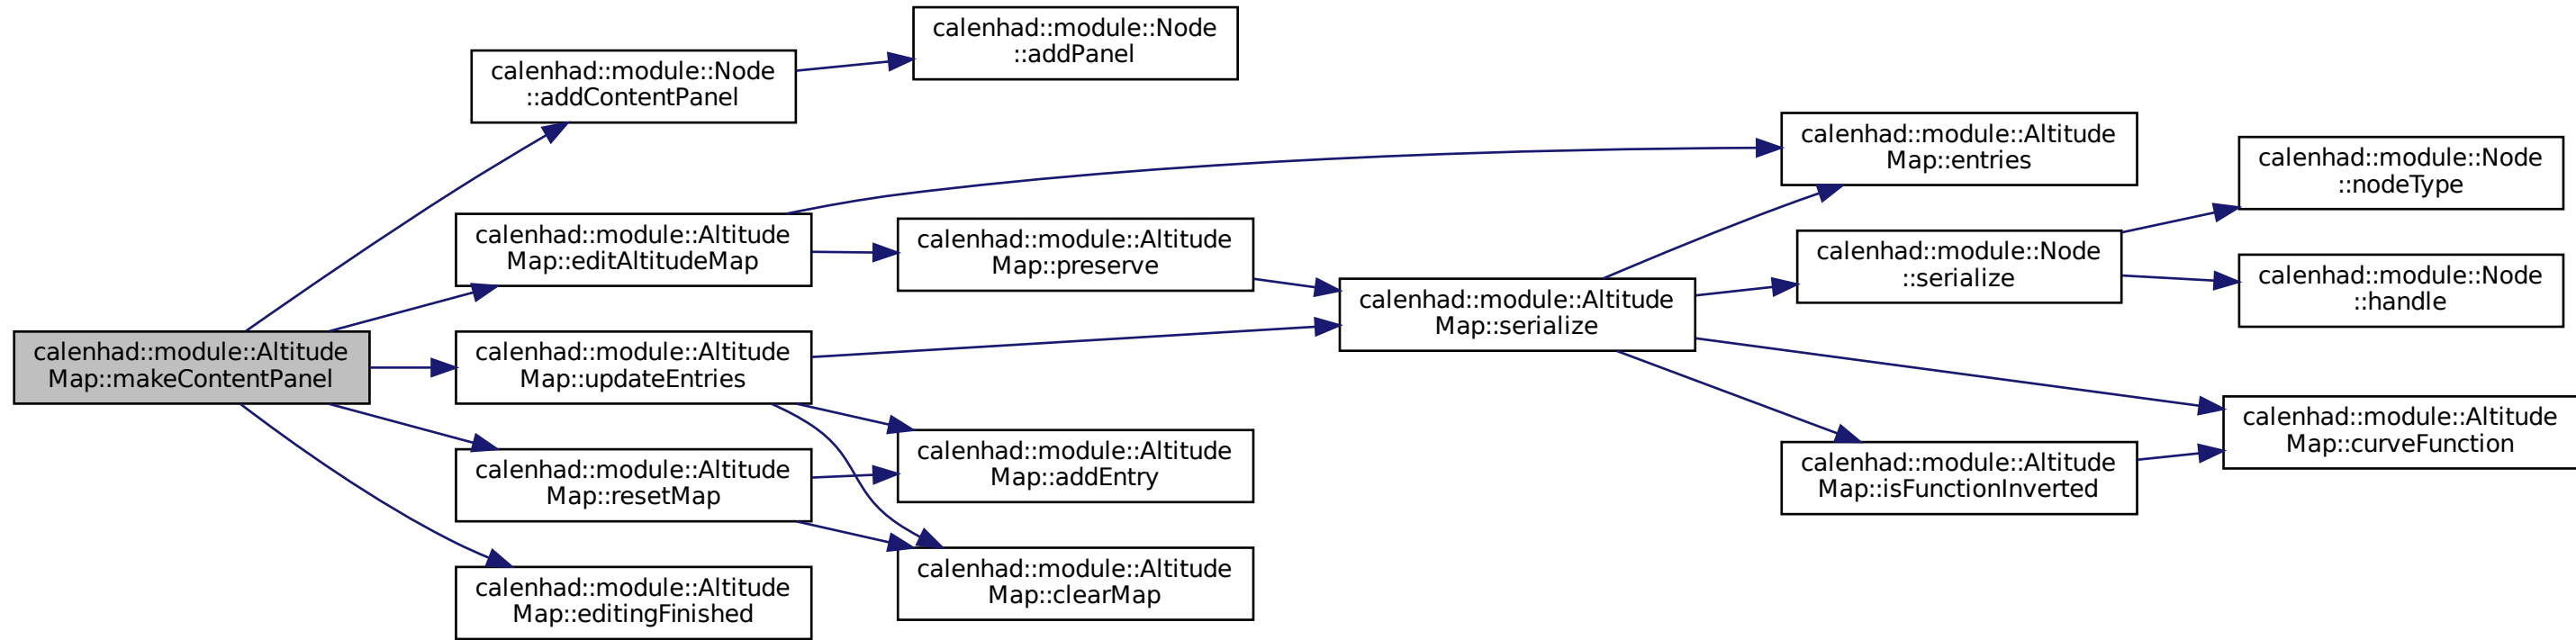 calenhad::module::Altitude
Map::makeContentPanel
calenhad::module::Node
::addContentPanel
calenhad::module::Node
::addPanel
calenhad::module::Altitude
Map::editAltitudeMap
calenhad::module::Altitude
Map::entries
calenhad::module::Altitude
Map::preserve
calenhad::module::Altitude
Map::serialize
calenhad::module::Node
::serialize
calenhad::module::Node
::nodeType
calenhad::module::Node
::handle
calenhad::module::Altitude
Map::curveFunction
calenhad::module::Altitude
Map::isFunctionInverted
calenhad::module::Altitude
Map::updateEntries
calenhad::module::Altitude
Map::addEntry
calenhad::module::Altitude
Map::clearMap
calenhad::module::Altitude
Map::resetMap
calenhad::module::Altitude
Map::editingFinished